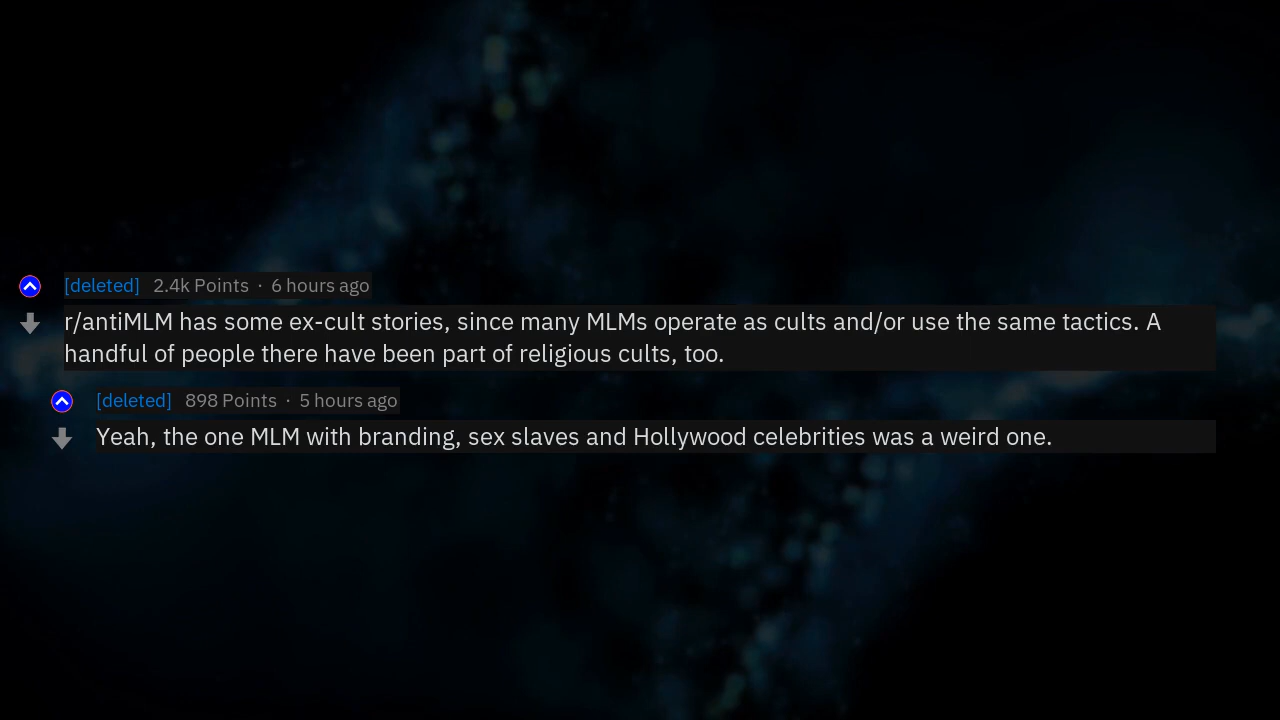 [deleted] 2.4k Points · 6 hours ago
r/antiMLM has some ex-cult stories, since many MLMs operate as cults and/or use the same tactics. A
handful of people there have been part of religious cults, too.
[deleted] 898 Points · 5 hours ago
Yeah, the one MLM with branding, sex slaves and Hollywood celebrities was a weird one.